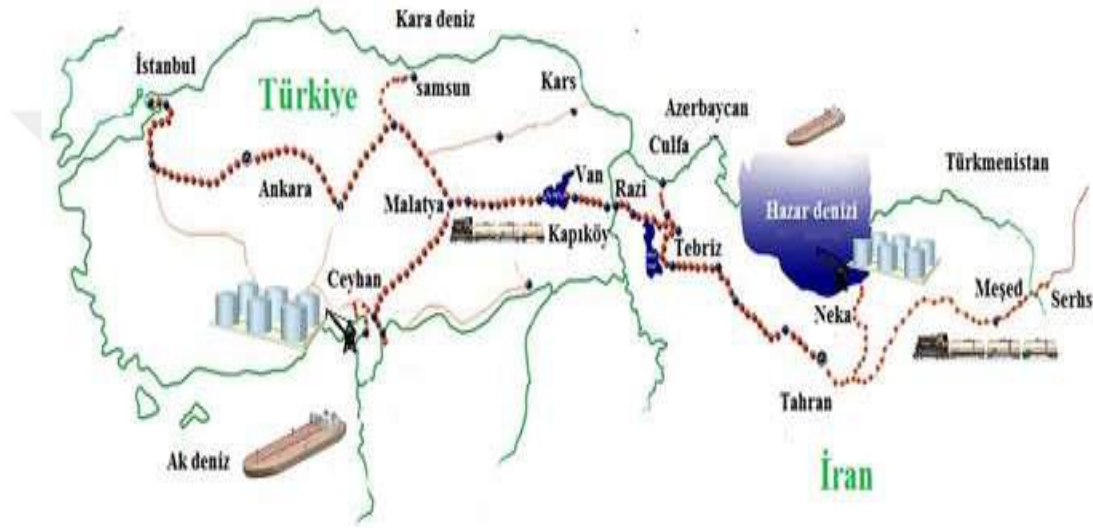 Kara deniz
İstanbul
Türkiye
samsun
Kars
Azerbaycan
Culfa
Türkmenistan
Ankara
Malatya
Van
Razi
Hazar denizi
Kapıköy
Tebriz
Ceyhan
Neka
Meşed
Serhs
Tahran
Ak deniz
İran